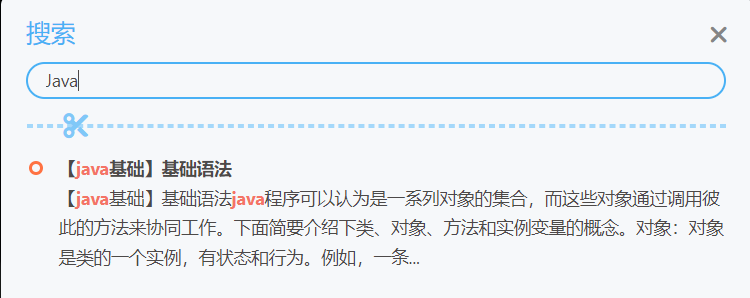 搜索
Java
【java基础】基础语法
【java基础】基础语法java程序可以认为是一系列对象的集合，而这些对象通过调用彼
此的方法来协同工作。下面简要介绍下类、对象、方法和实例变量的概念。对象：对象
是类的一个实例，有状态和行为。例如，一条...